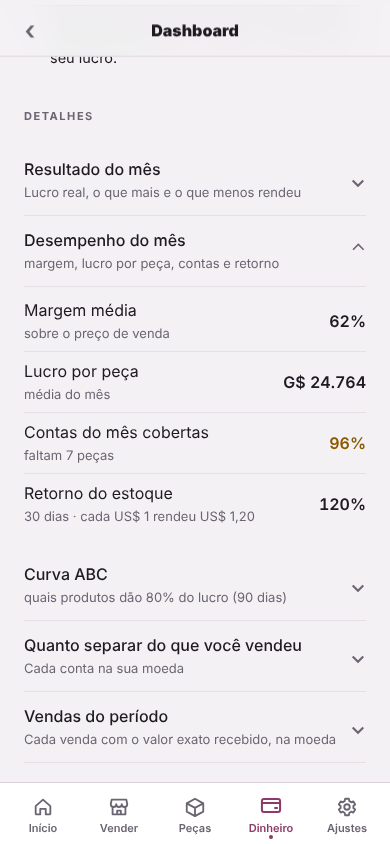 Dashboard
seu lucro.
DETALHES
Resultado do mês
Lucro real, o que mais e o que menos rendeu
Desempenho do mês
margem, lucro por peça, contas e retorno
Margem média
sobre o preço de venda
62%
Lucro por peça
média do mês
G$ 24.764
Contas do mês cobertas
faltam 7 peças
96%
Retorno do estoque
30 dias · cada US$ 1 rendeu US$ 1,20
120%
Curva ABC
quais produtos dão 80% do lucro (90 dias)
Quanto separar do que você vendeu
Cada conta na sua moeda
Vendas do período
Cada venda com o valor exato recebido, na moeda
Início
Vender
Peças
Dinheiro
Ajustes